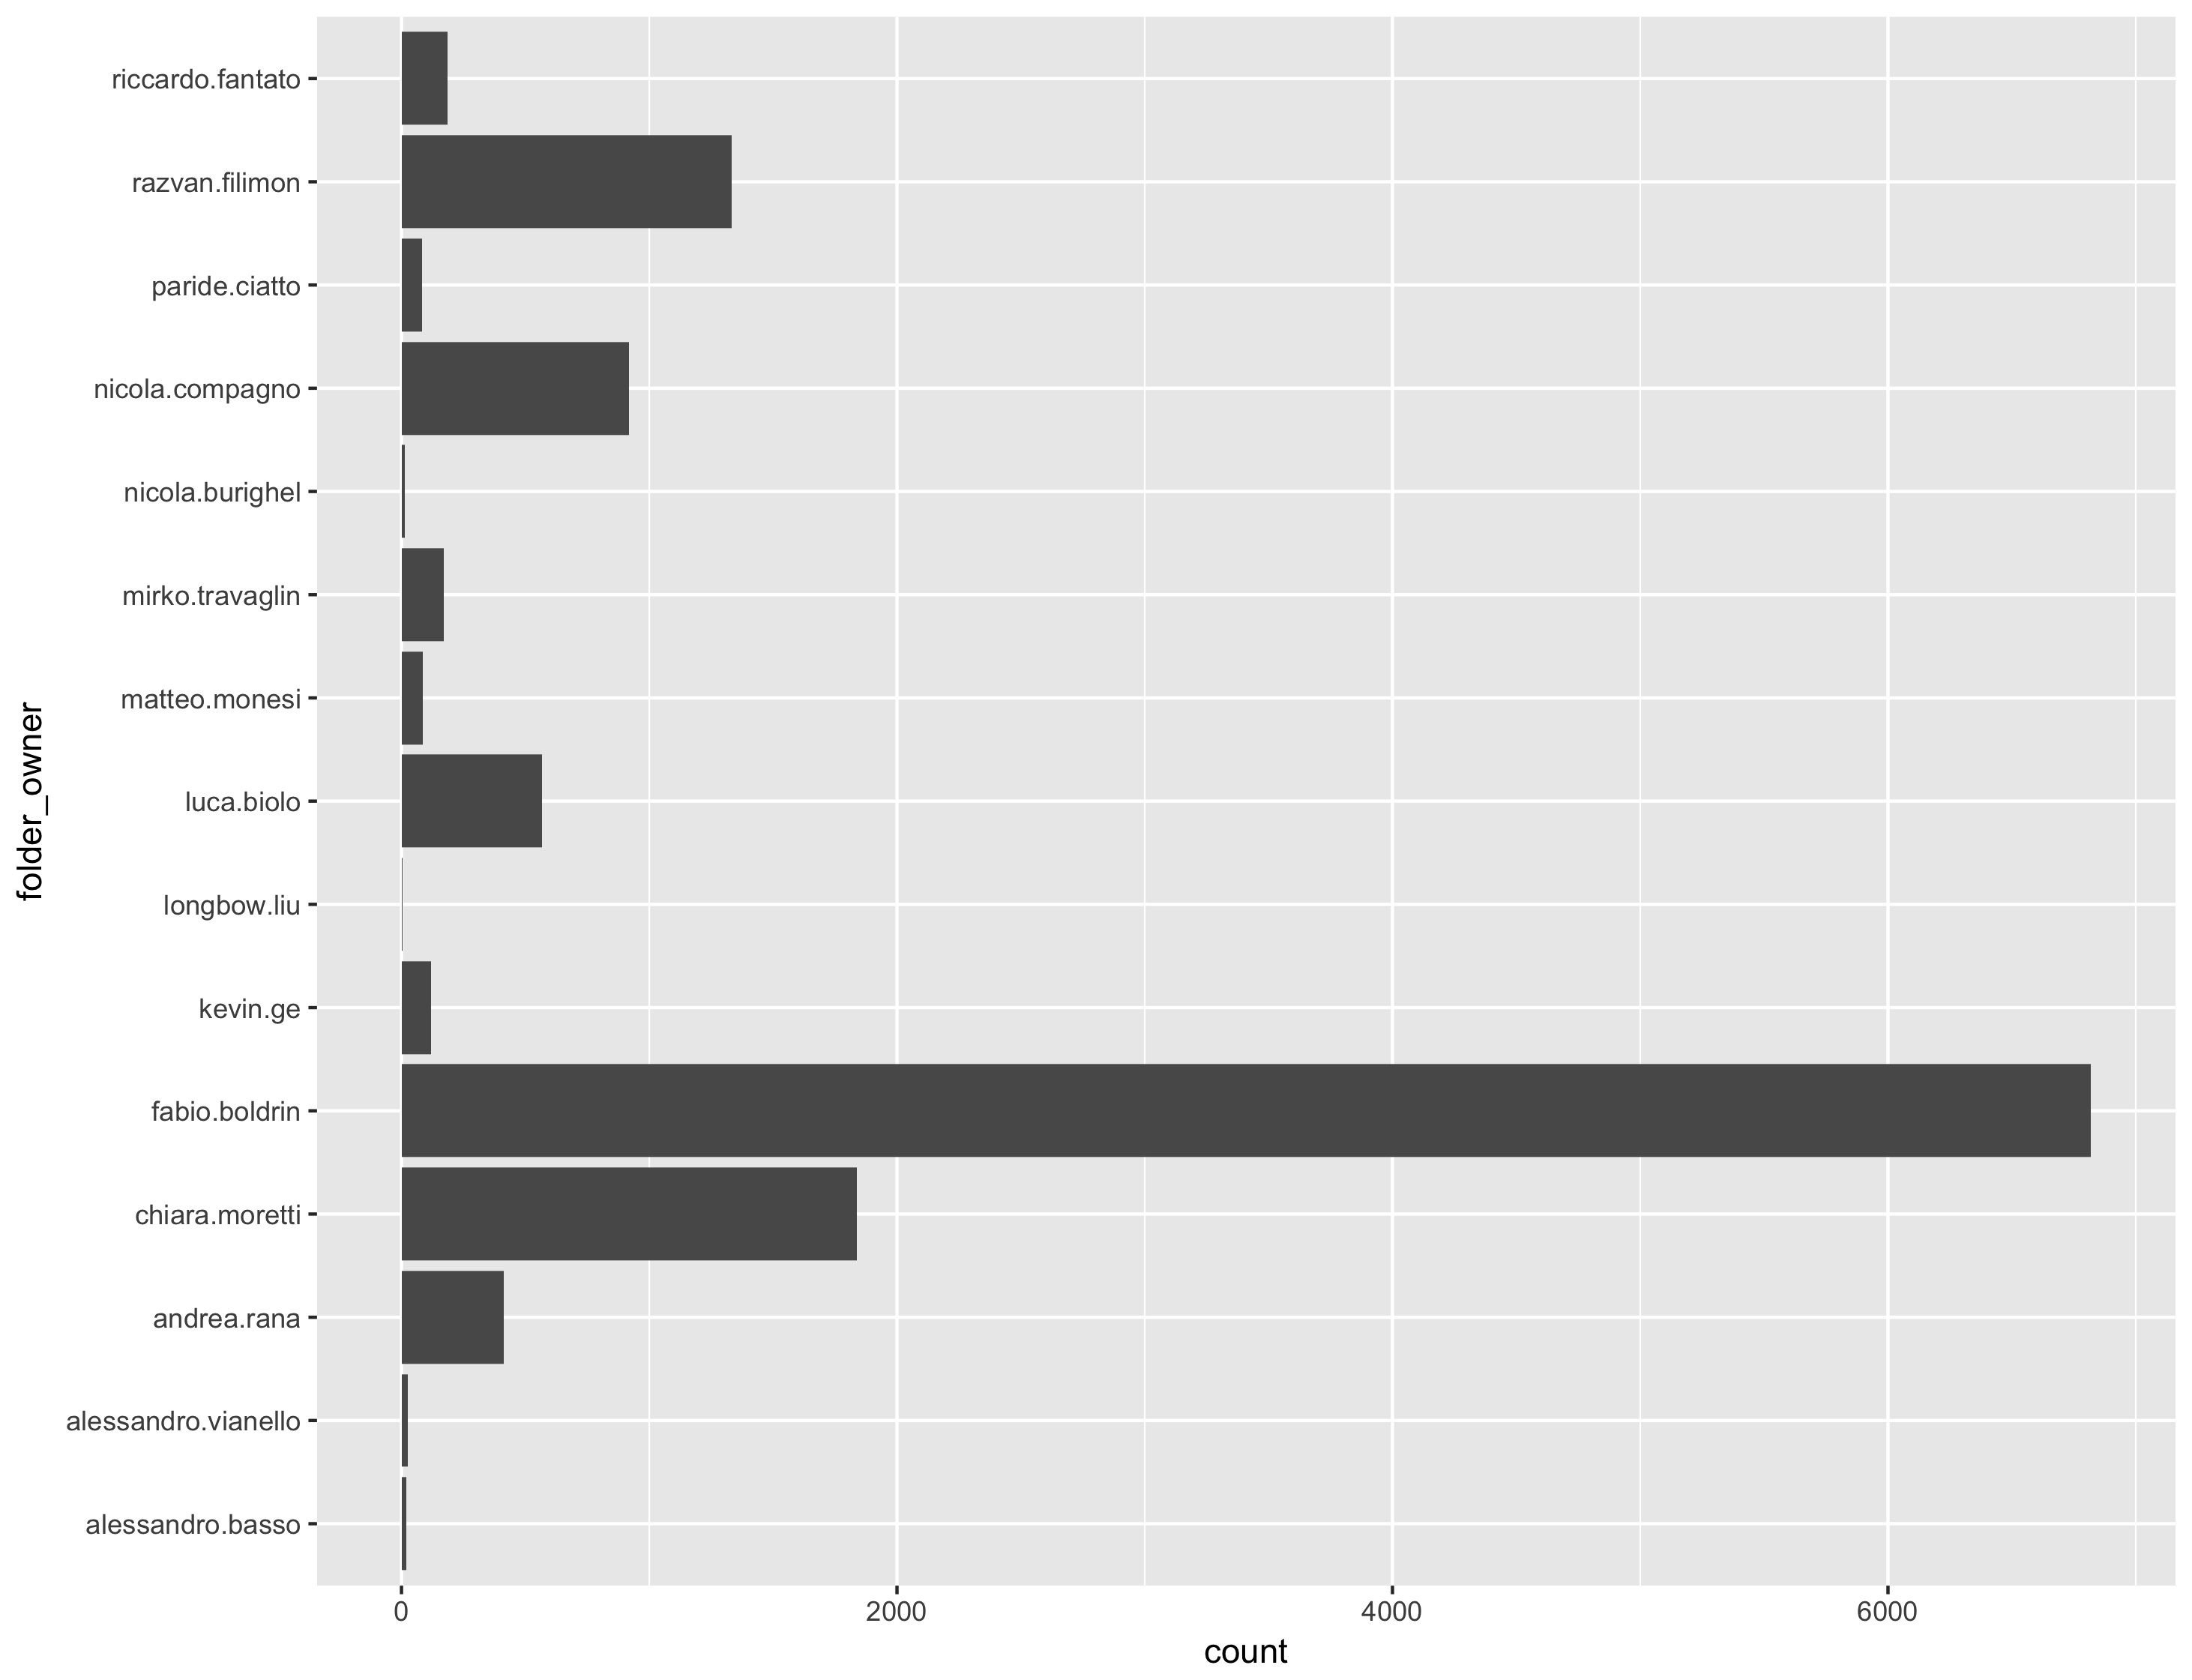 riccardo.fantato
razvan.filimon
paride.ciatto
nicola.compagno
nicola.burighel
mirko.travaglin
matteo.monesi
luca.biolo
longbow.liu
kevin.ge
fabio.boldrin
chiara.moretti
andrea.rana
alessandro.vianello
alessandro.basso
folder_owner
0 2000 4000 6000
count